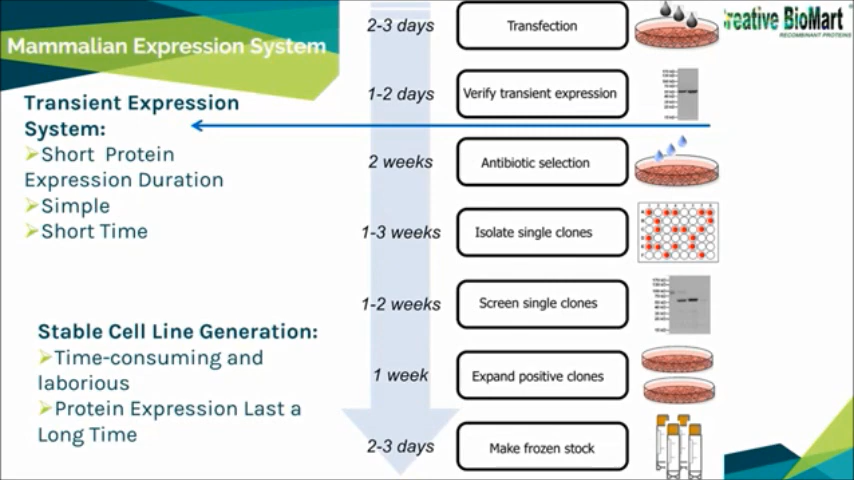 Mammalian Expression System
Creative BioMart
RECOMBINANT PROTEINS
Transient Expression
System:
Short Protein
Expression Duration
Simple
Short Time
Stable Cell Line Generation:
Time-consuming and
laborious
Protein Expression Last a
Long Time
2-3 days Transfection
1-2 days Verify transient expression
2 weeks Antibiotic selection
1-3 weeks Isolate single clones
1-2 weeks Screen single clones
1 week Expand positive clones
2-3 days Make frozen stock